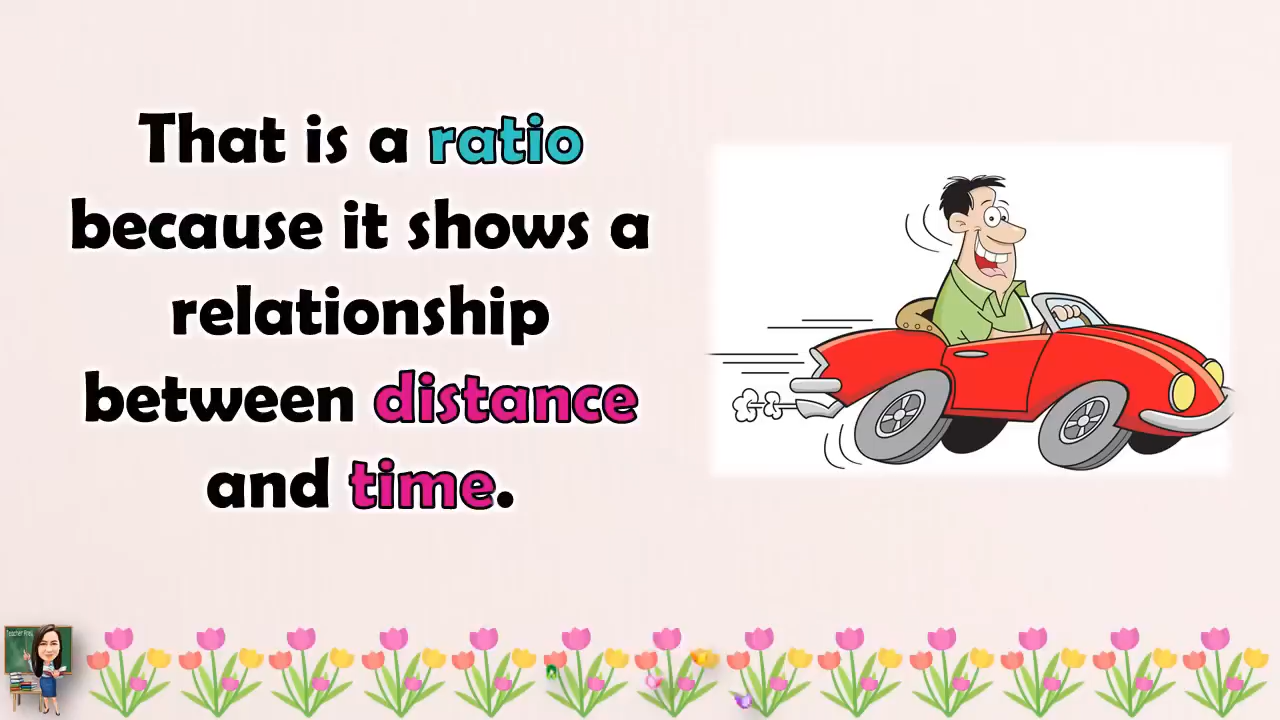 That is a ratio
because it shows a
relationship
between distance
and time.